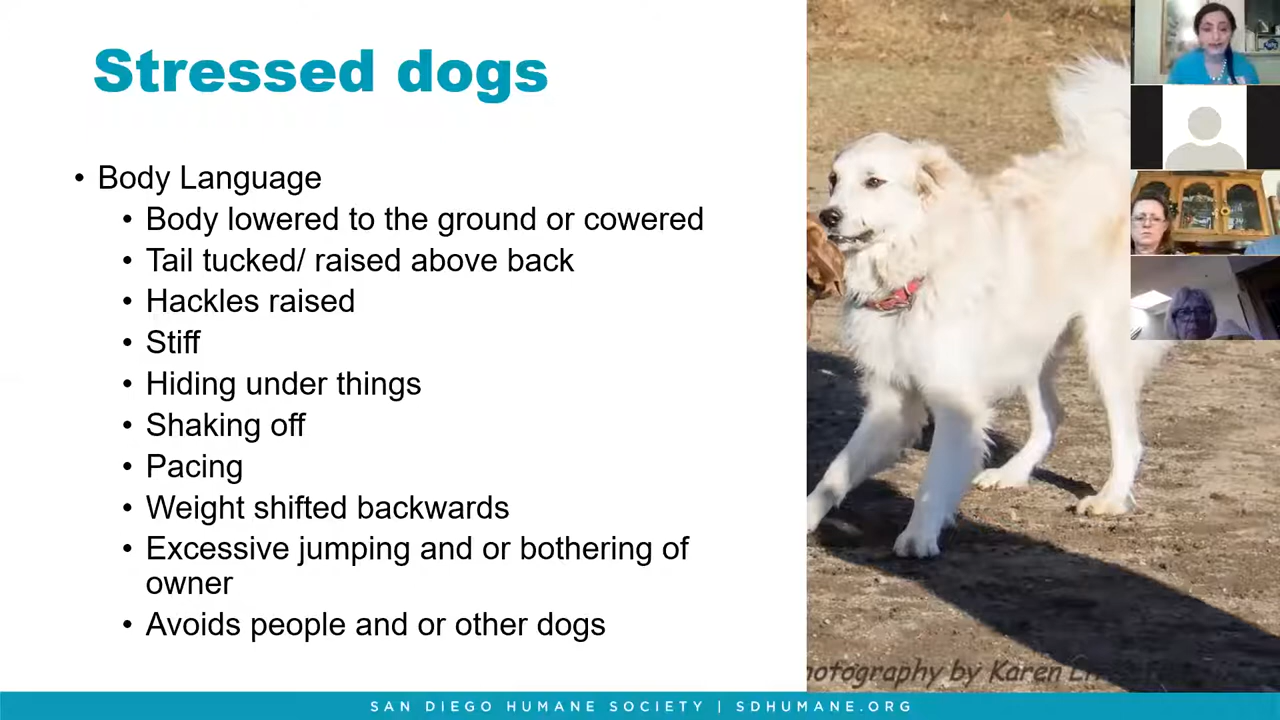 Stressed dogs
• Body Language
• Body lowered to the ground or cowered
• Tail tucked/ raised above back
• Hackles raised
• Stiff
• Hiding under things
• Shaking off
• Pacing
• Weight shifted backwards
• Excessive jumping and or bothering of
owner
• Avoids people and or other dogs
photography by Karen
SAN DIEGO HUMANE SOCIETY | SDHUMANE.ORG